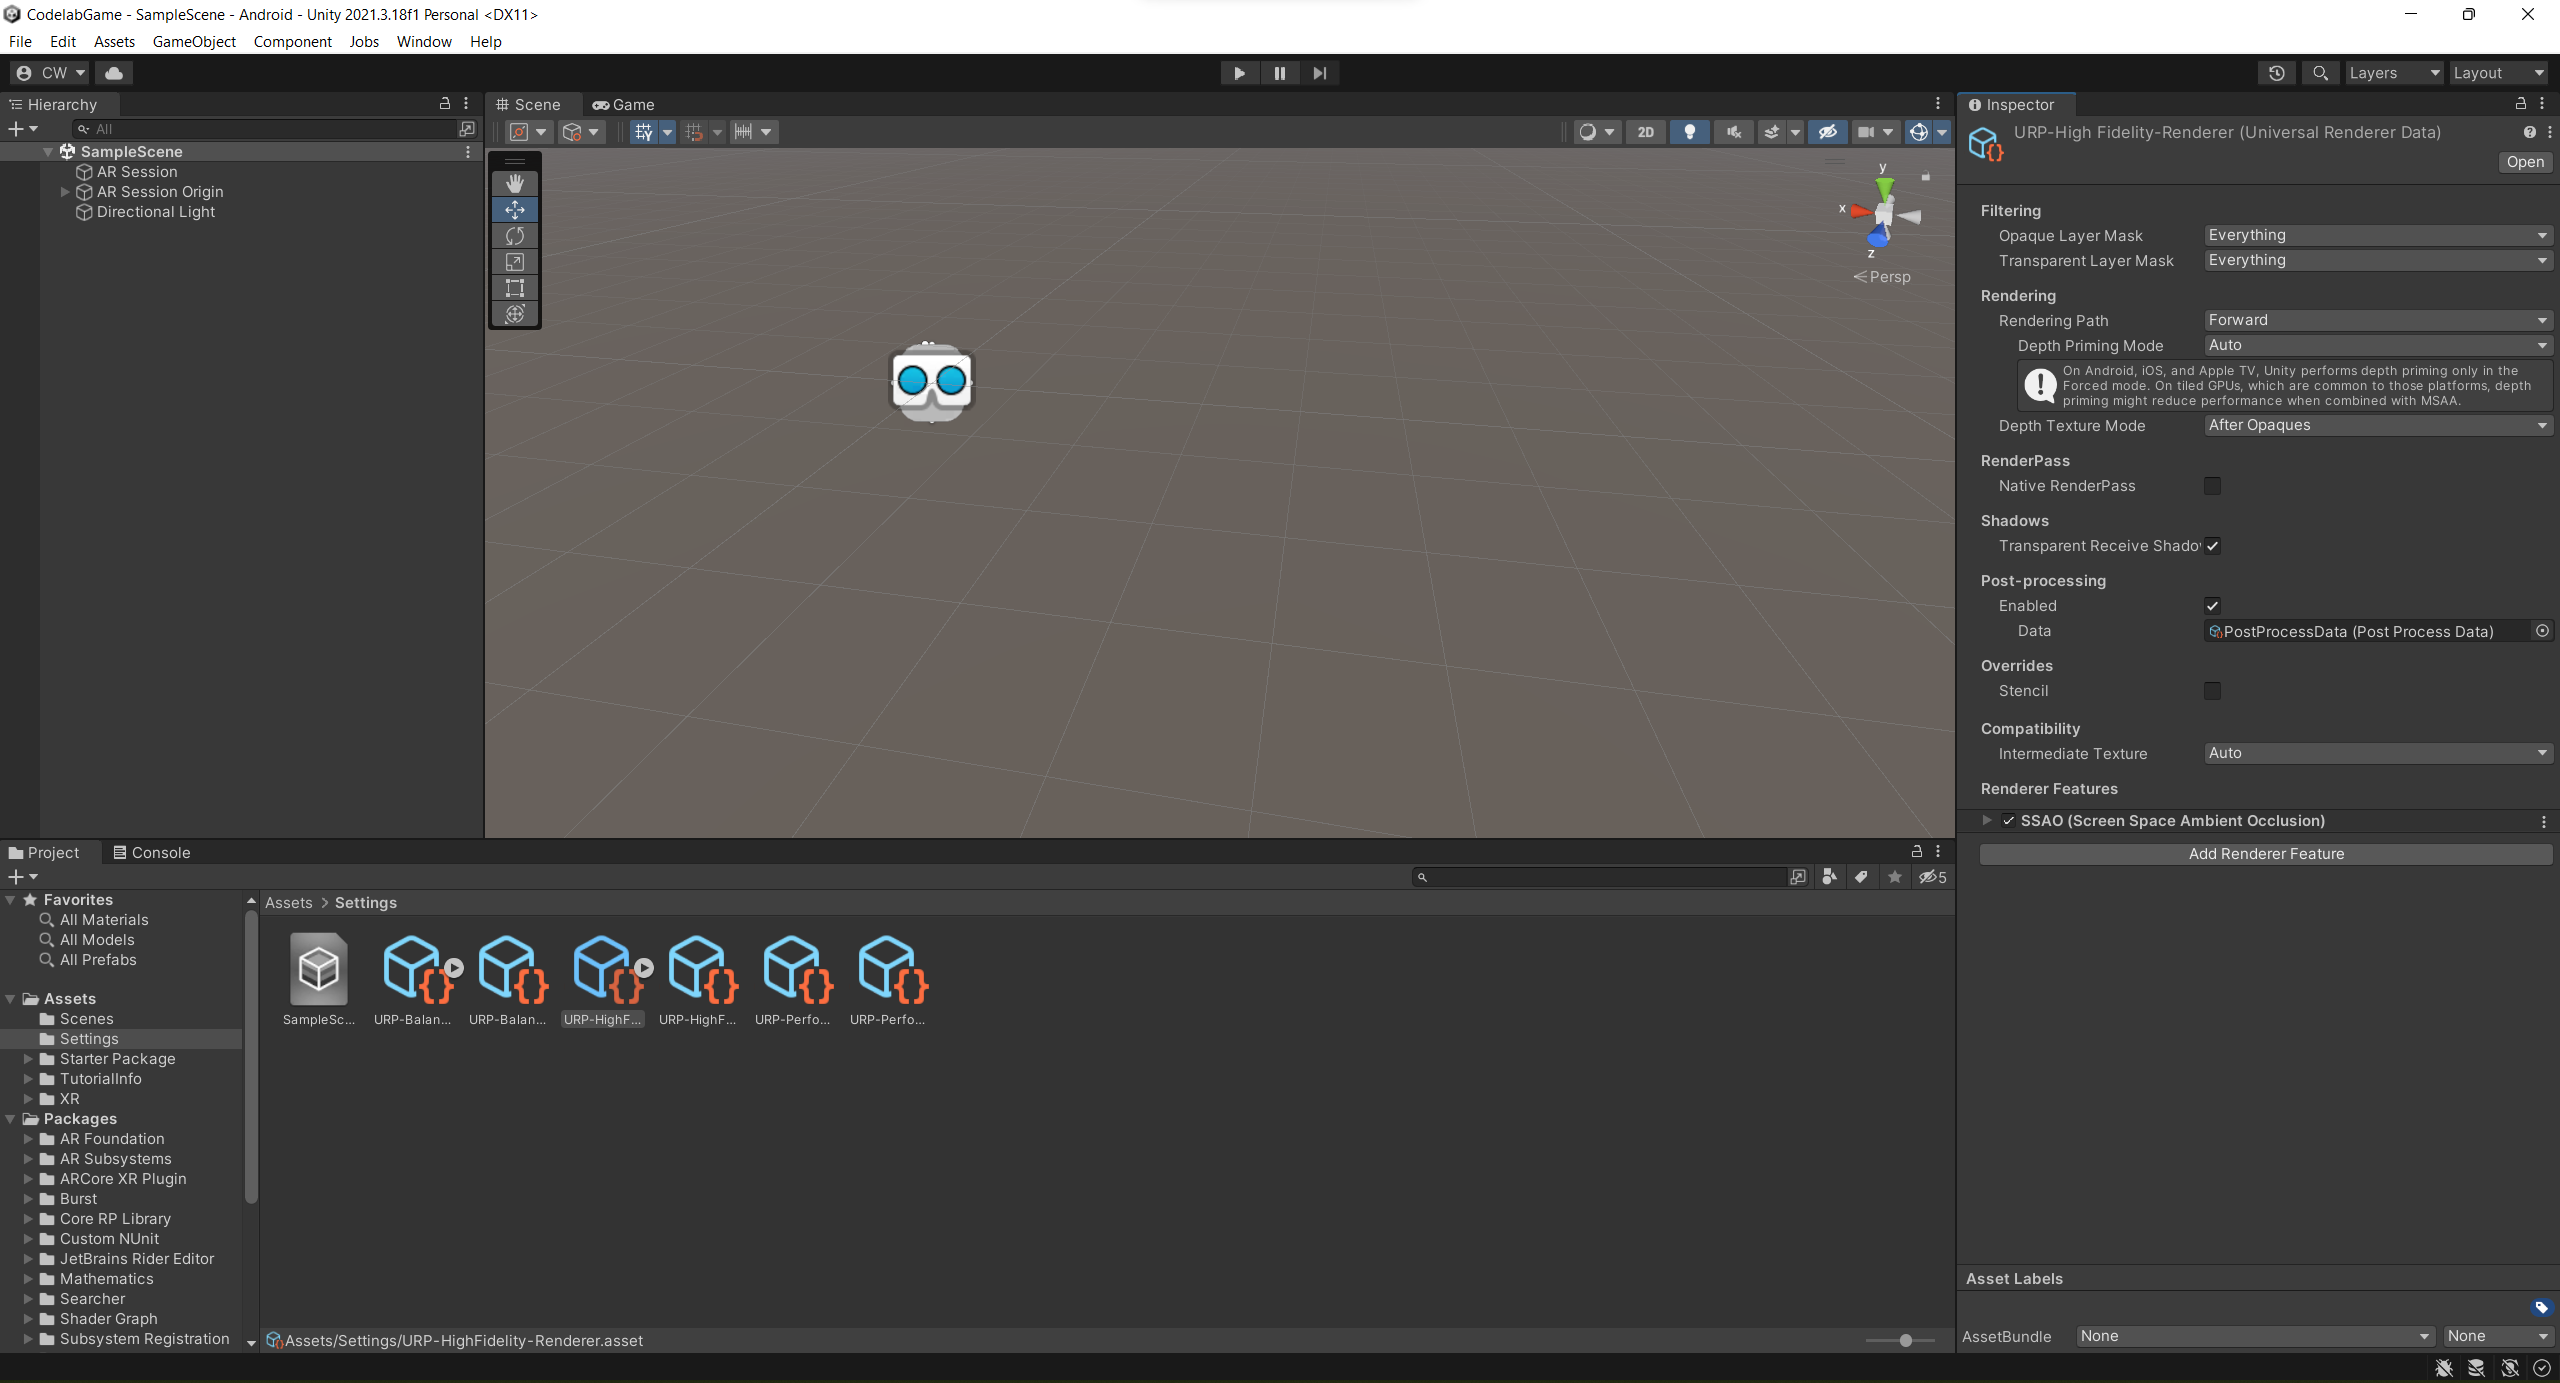 CodelabGame - SampleScene - Android - Unity 2021.3.18f1 Personal <DX11>
File Edit Assets GameObject Component Jobs Window Help
CW
Layers
Layout
Hierarchy
All
SampleScene
AR Session
AR Session Origin
Directional Light
Scene
Game
2D
y
x
z
Persp
Inspector
URP-High Fidelity-Renderer (Universal Renderer Data)
Open
Filtering
Opaque Layer Mask Everything
Transparent Layer Mask Everything
Rendering
Rendering Path Forward
Depth Priming Mode Auto
On Android, iOS, and Apple TV, Unity performs depth priming only in the
Forced mode. On tiled GPUs, which are common to those platforms, depth
priming might reduce performance when combined with MSAA.
Depth Texture Mode After Opaques
RenderPass
Native RenderPass
Shadows
Transparent Receive Shado
Post-processing
Enabled
Data PostProcessData (Post Process Data)
Overrides
Stencil
Compatibility
Intermediate Texture Auto
Renderer Features
SSAO (Screen Space Ambient Occlusion)
Add Renderer Feature
Project
Console
5
Favorites
All Materials
All Models
All Prefabs
Assets
Scenes
Settings
Starter Package
TutorialInfo
XR
Packages
AR Foundation
AR Subsystems
ARCore XR Plugin
Burst
Core RP Library
Custom NUnit
JetBrains Rider Editor
Mathematics
Searcher
Shader Graph
Subsystem Registration
Assets > Settings
SampleSc... URP-Balan... URP-Balan... URP-HighF... URP-HighF... URP-Perfo... URP-Perfo...
Assets/Settings/URP-HighFidelity-Renderer.asset
Asset Labels
AssetBundle None None